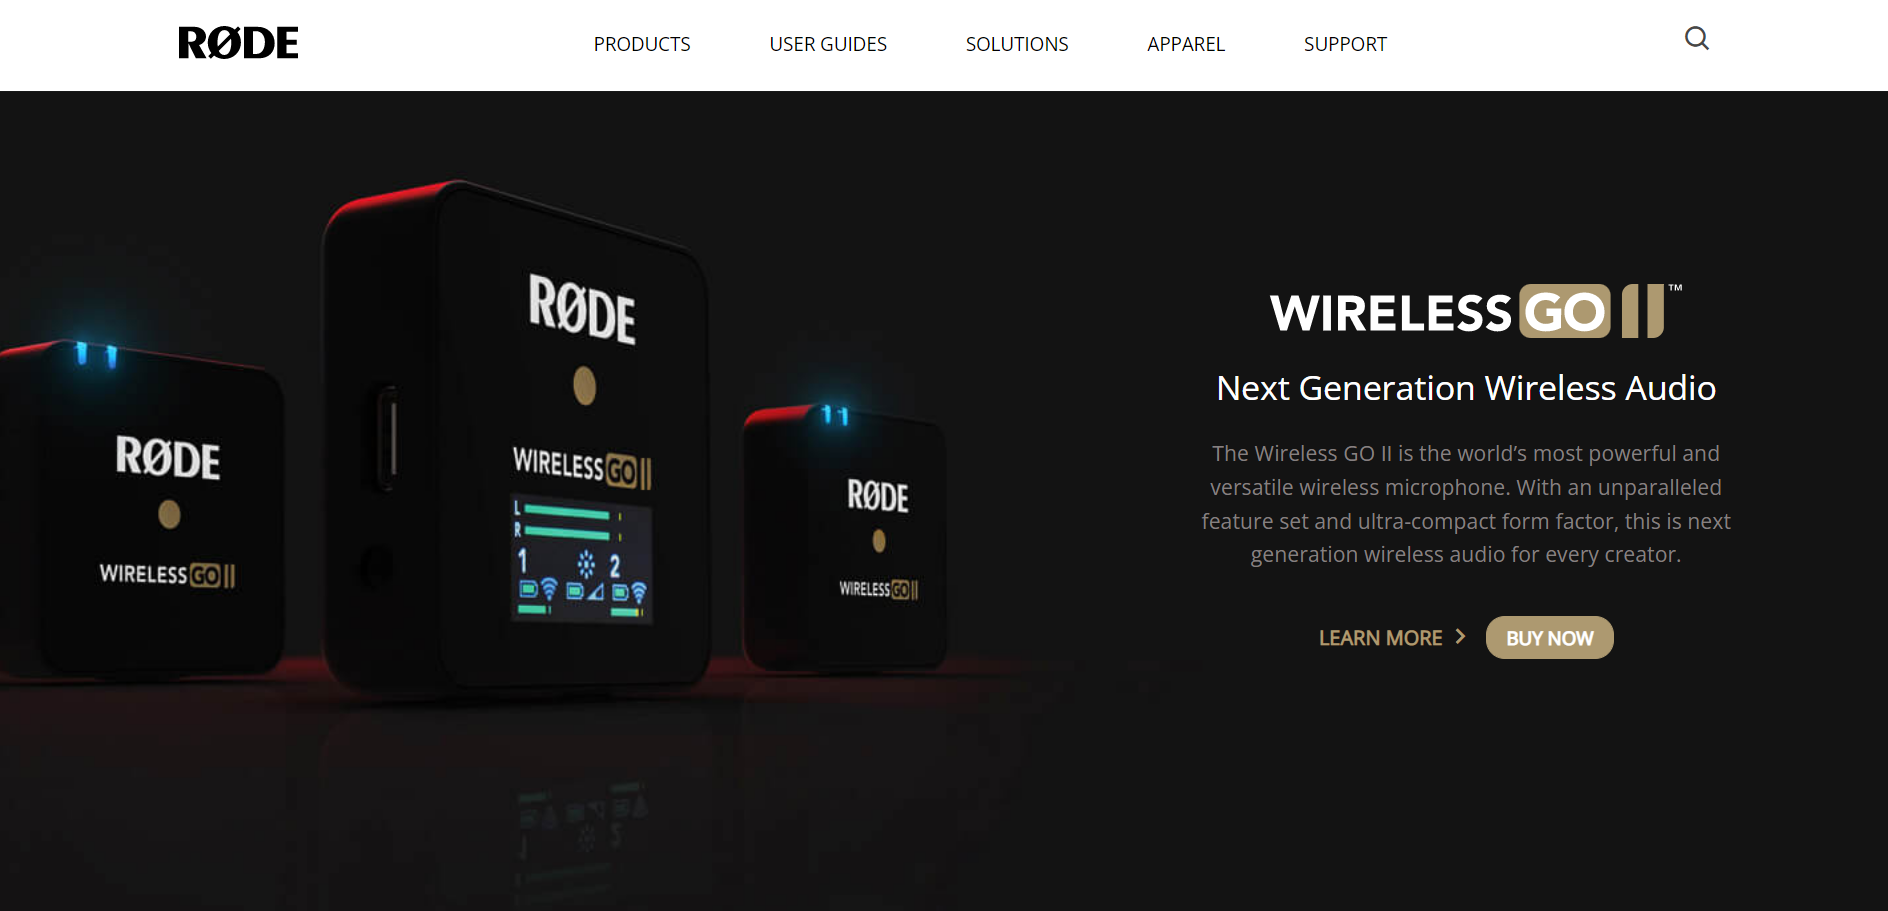 RØDE
PRODUCTS
USER GUIDES
SOLUTIONS
APPAREL
SUPPORT
RØDE
WIRELESS GO II
RØDE
WIRELESS GO II
L
R
1 2
RØDE
WIRELESS GO II
WIRELESS GO II™
Next Generation Wireless Audio
The Wireless GO II is the world’s most powerful and
versatile wireless microphone. With an unparalleled
feature set and ultra-compact form factor, this is next
generation wireless audio for every creator.
LEARN MORE
BUY NOW